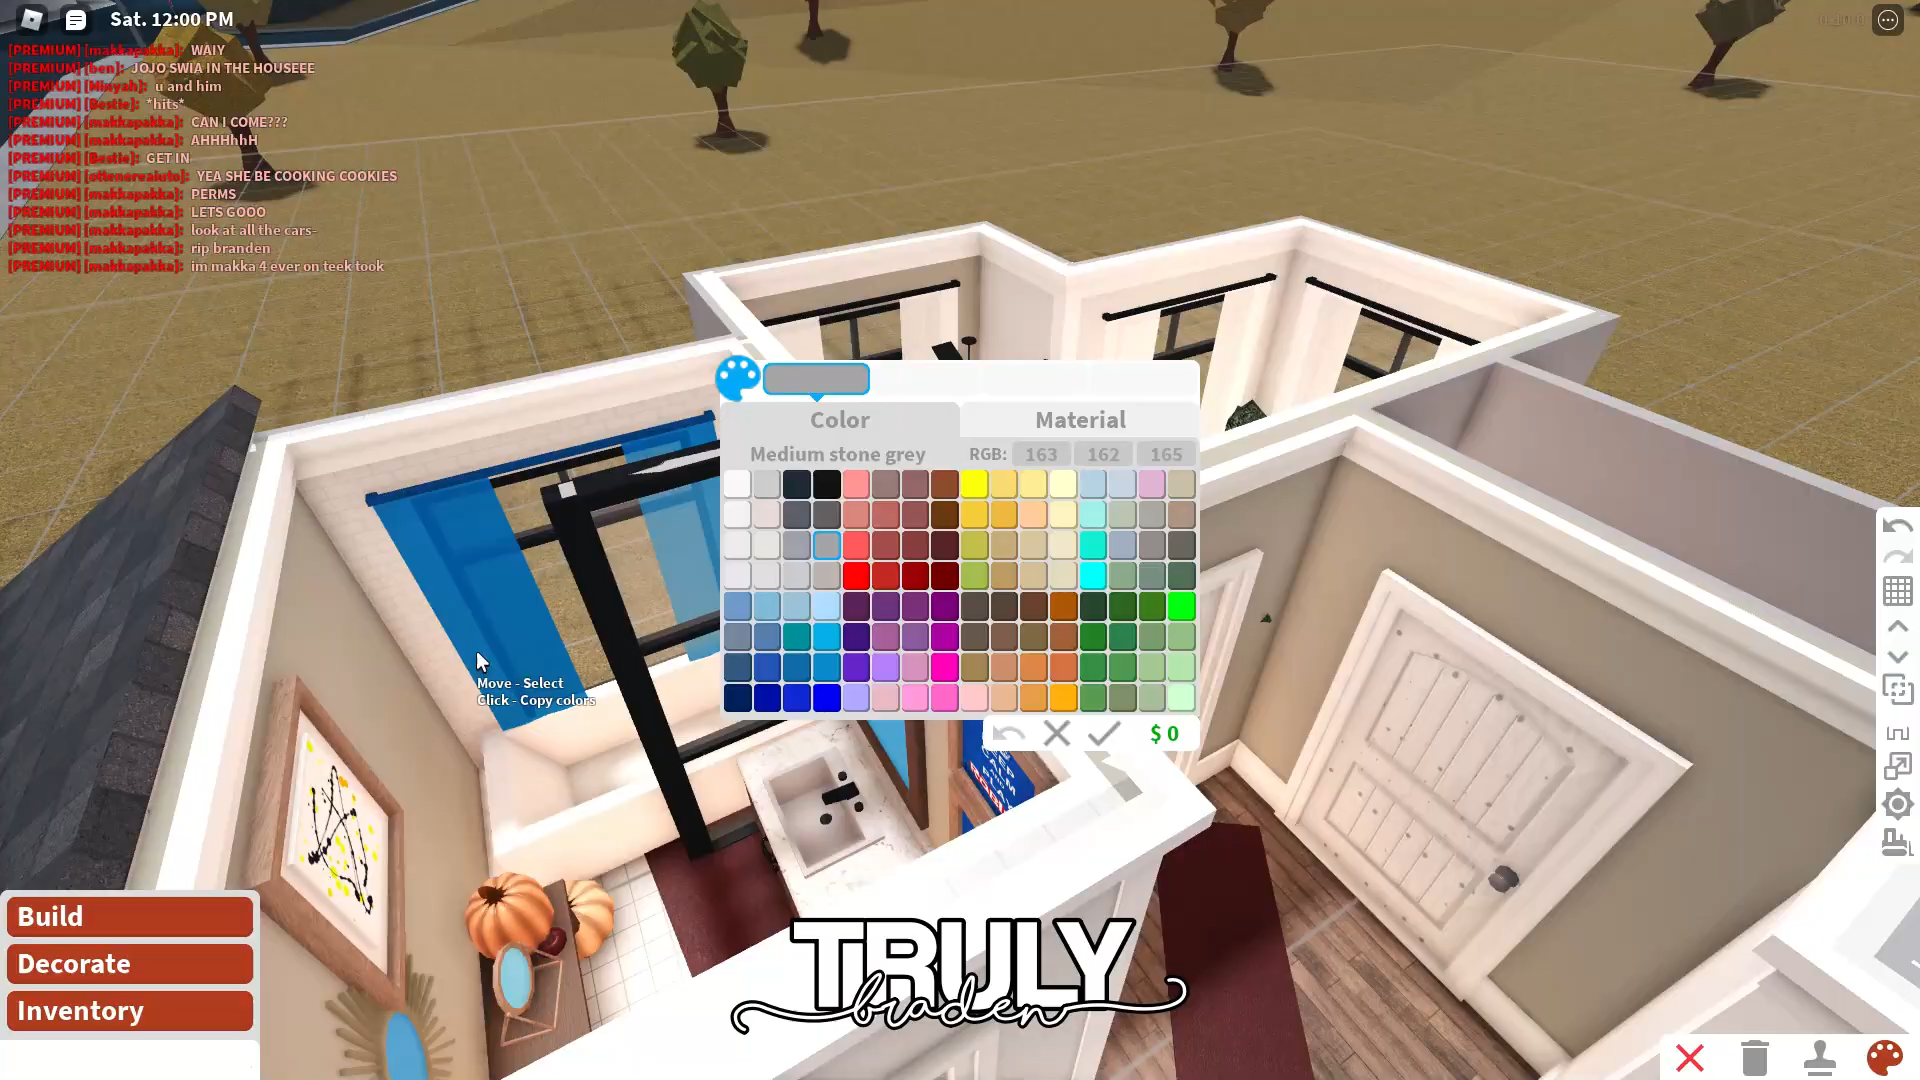 Sat. 12:00 PM
[PREMIUM] [makkapakka]: WAIY
[PREMIUM] [ben]: JOJO SWIA IN THE HOUSEEE
[PREMIUM] [Minyah]: u and him
[PREMIUM] [Bestie]: *hits*
[PREMIUM] [makkapakka]: CAN I COME???
[PREMIUM] [makkapakka]: AHHHhhH
[PREMIUM] [Bestie]: GET IN
[PREMIUM] YEA SHE BE COOKING COOKIES
[PREMIUM] [makkapakka]: PERMS
[PREMIUM] [makkapakka]: LETS GOOO
[PREMIUM] [makkapakka]: look at all the cars-
[PREMIUM] [makkapakka]: rip branden
[PREMIUM] [makkapakka]: im makka 4 ever on teek took
Color
Material
Medium stone grey
RGB: 163 162 165
Move - Select
Click - Copy colors
$ 0
Build
Decorate
Inventory
TRULY
braden